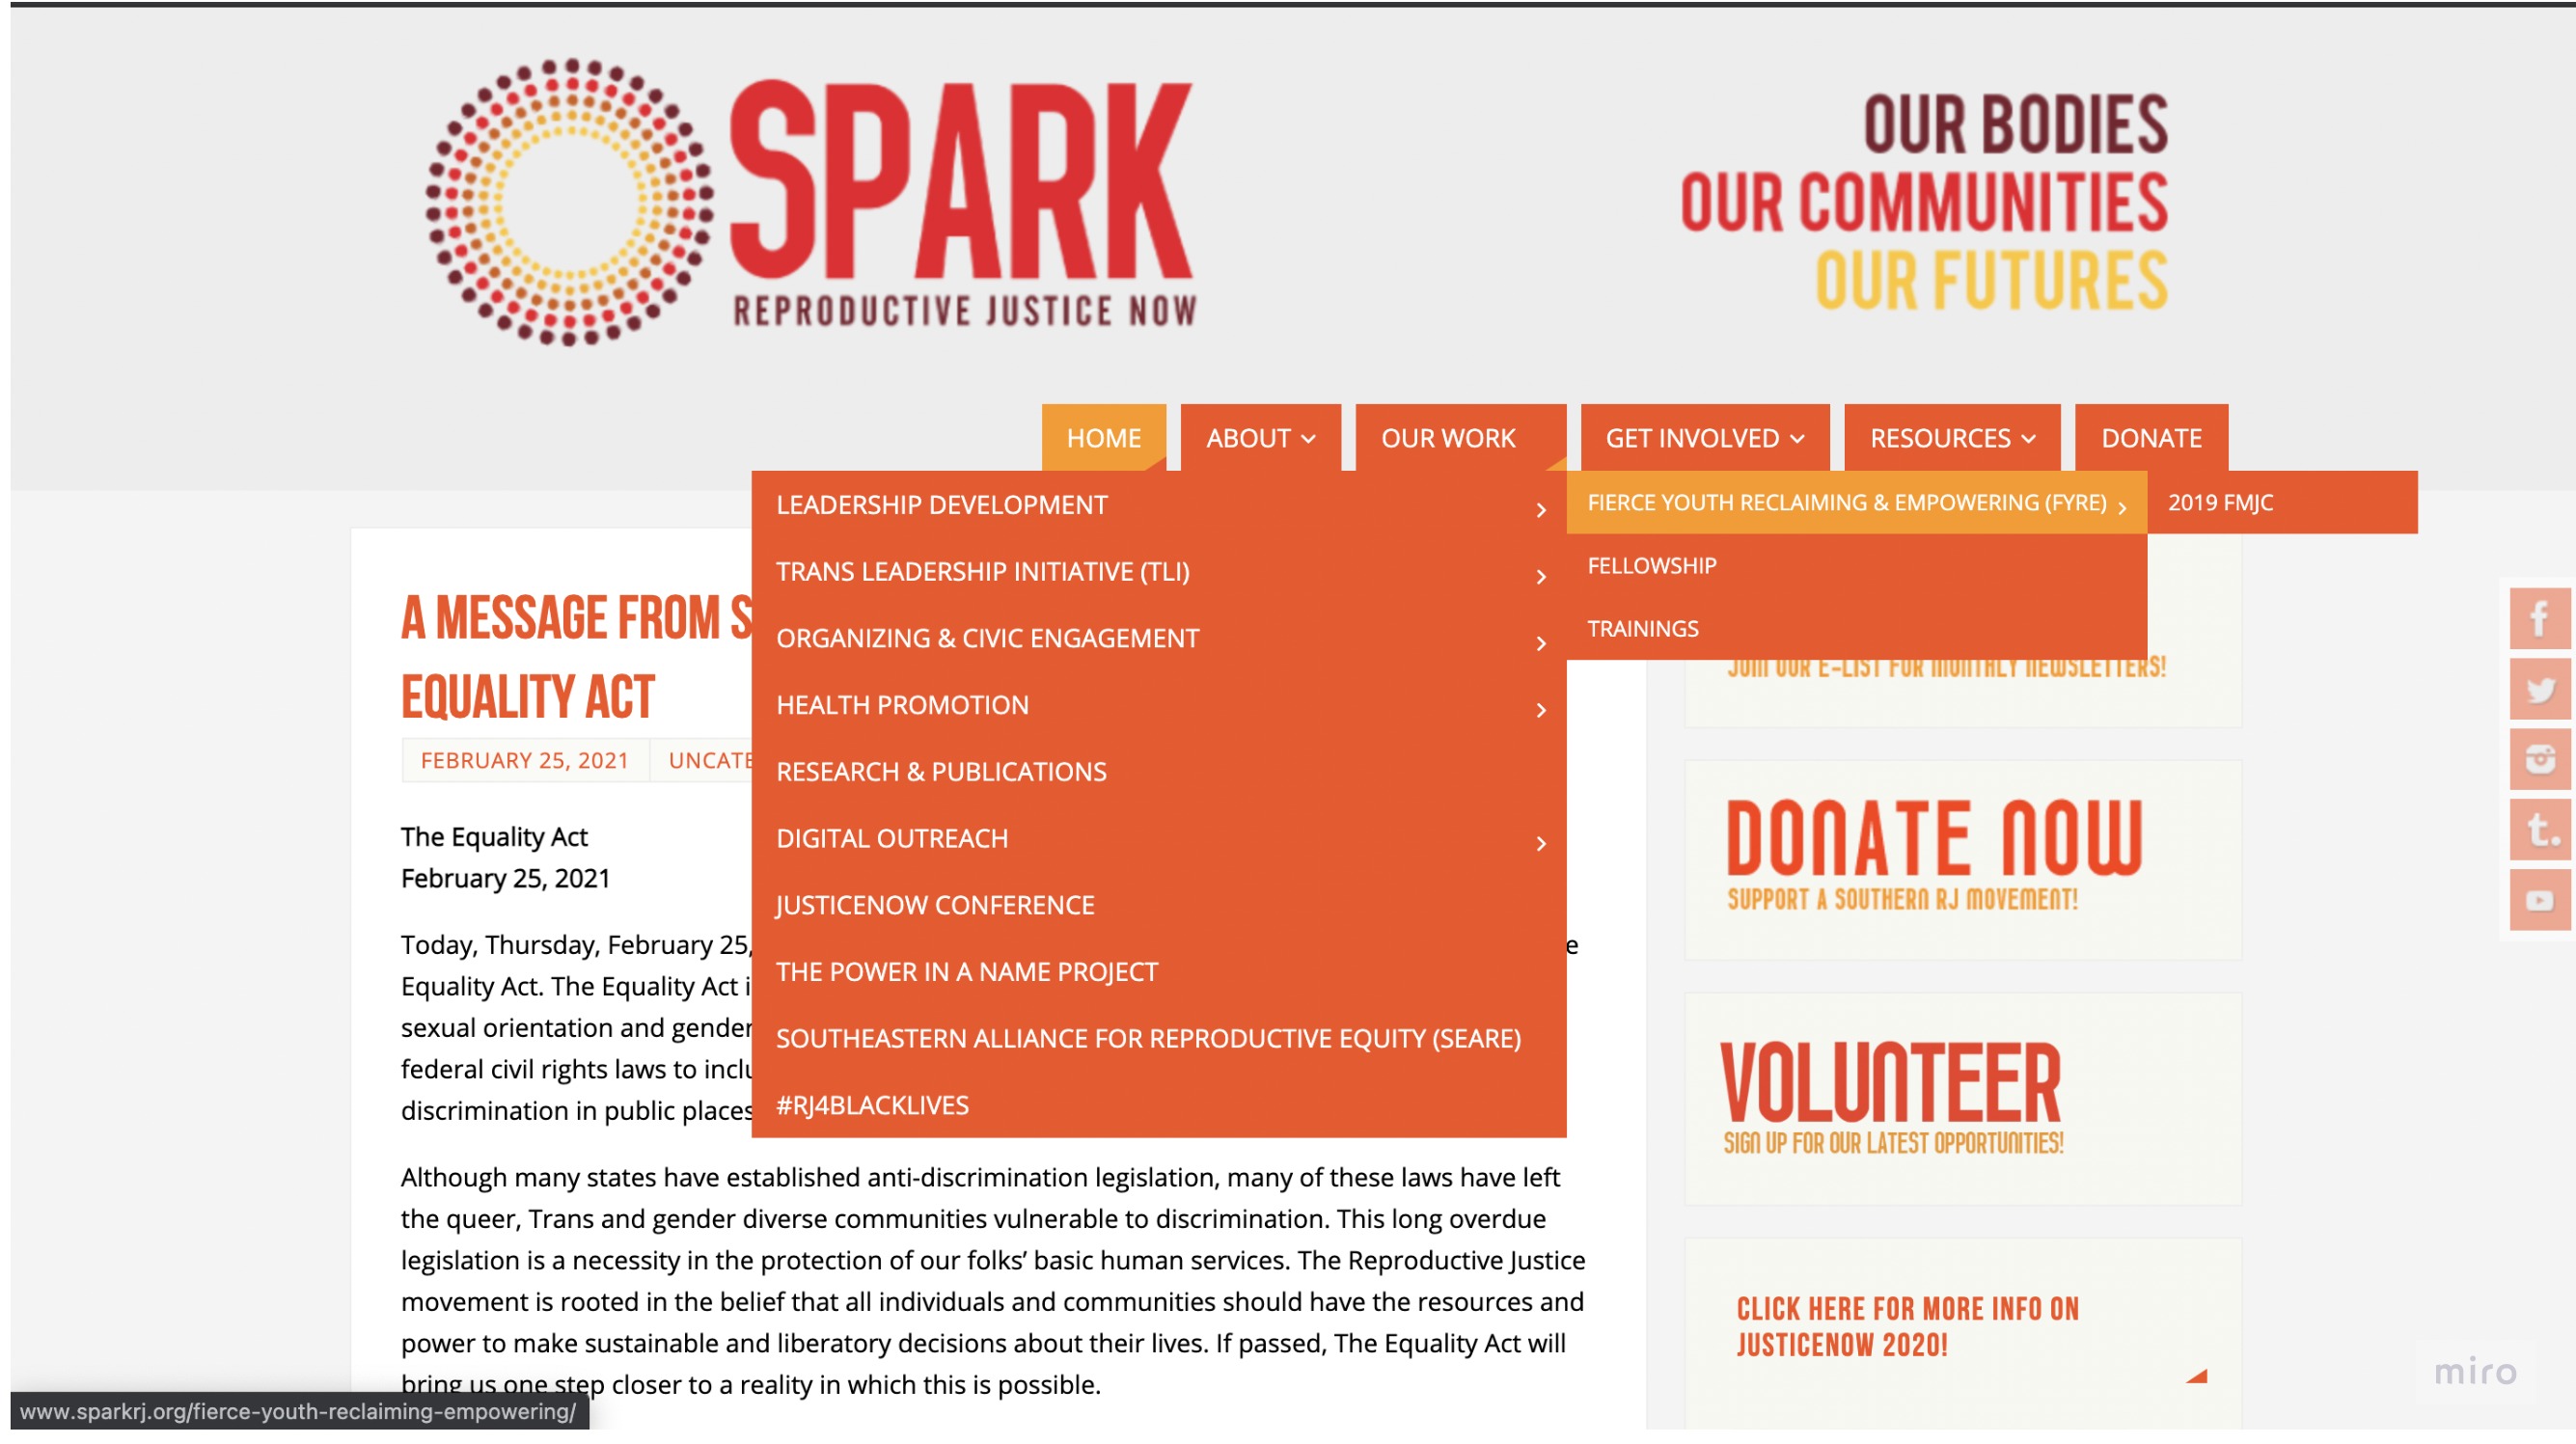 SPARK
REPRODUCTIVE JUSTICE NOW
OUR BODIES
OUR COMMUNITIES
OUR FUTURES
HOME
ABOUT
OUR WORK
GET INVOLVED
RESOURCES
DONATE
LEADERSHIP DEVELOPMENT
TRANS LEADERSHIP INITIATIVE (TLI)
ORGANIZING & CIVIC ENGAGEMENT
HEALTH PROMOTION
RESEARCH & PUBLICATIONS
DIGITAL OUTREACH
JUSTICENOW CONFERENCE
THE POWER IN A NAME PROJECT
SOUTHEASTERN ALLIANCE FOR REPRODUCTIVE EQUITY (SEARE)
#RJ4BLACKLIVES
FIERCE YOUTH RECLAIMING & EMPOWERING (FYRE)
FELLOWSHIP
TRAININGS
2019 FMJC
A MESSAGE FROM S
EQUALITY ACT
FEBRUARY 25, 2021
UNCATE
The Equality Act
February 25, 2021
Today, Thursday, February 25, e
Equality Act. The Equality Act i
sexual orientation and gender
federal civil rights laws to inclu
discrimination in public places
Although many states have established anti-discrimination legislation, many of these laws have left
the queer, Trans and gender diverse communities vulnerable to discrimination. This long overdue
legislation is a necessity in the protection of our folks’ basic human services. The Reproductive Justice
movement is rooted in the belief that all individuals and communities should have the resources and
power to make sustainable and liberatory decisions about their lives. If passed, The Equality Act will
bring us one step closer to a reality in which this is possible.
JOIN OUR E-LIST FOR MONTHLY NEWSLETTERS!
DONATE NOW
SUPPORT A SOUTHERN RJ MOVEMENT!
VOLUNTEER
SIGN UP FOR OUR LATEST OPPORTUNITIES!
CLICK HERE FOR MORE INFO ON
JUSTICENOW 2020!
f
t.
miro
www.sparkrj.org/fierce-youth-reclaiming-empowering/